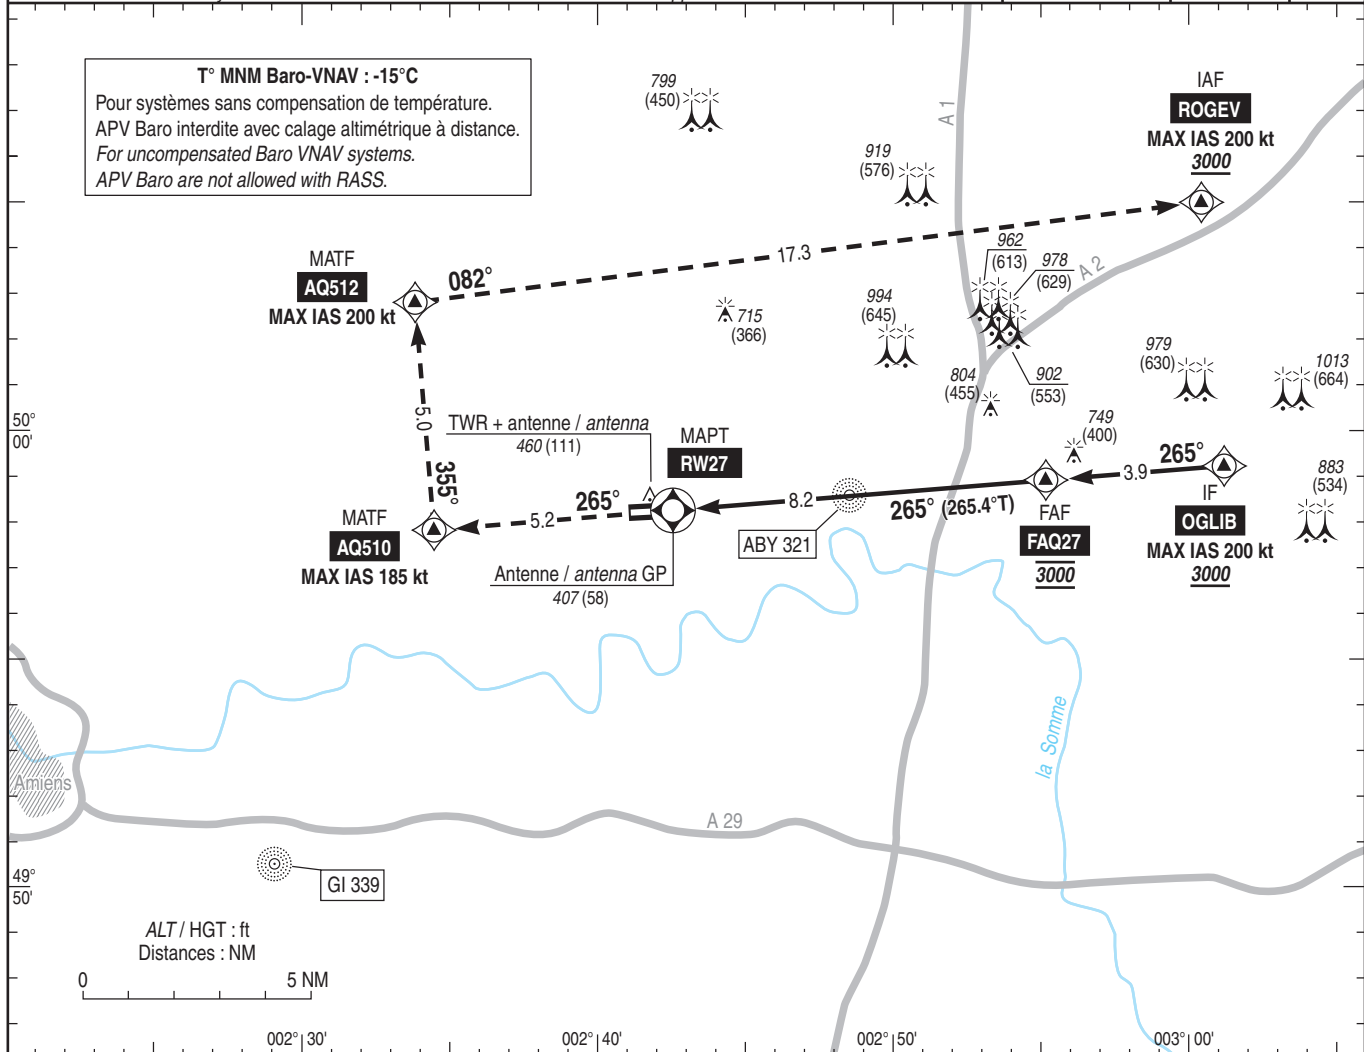 T° MNM Baro-VNAV : -15°C
Pour systèmes sans compensation de température.
APV Baro interdite avec calage altimétrique à distance.
For uncompensated Baro VNAV systems.
APV Baro are not allowed with RASS.
799
(450)
919
(576)
A 1
IAF
ROGEV
MAX IAS 200 kt
3000
MATF
AQ512
MAX IAS 200 kt
082°
17.3
962
(613)
978
(629)
A 2
715
(366)
994
(645)
979
(630)
1013
(664)
902
(553)
804
(455)
50°
00'
5.0
355°
TWR + antenne / antenna
460 (111)
MAPT
RW27
749
(400)
265°
3.9
883
(534)
IF
OGLIB
MAX IAS 200 kt
3000
265°
5.2
8.2
265° (265.4°T)
FAF
FAQ27
3000
MATF
AQ510
MAX IAS 185 kt
ABY 321
Antenne / antenna GP
407 (58)
la Somme
Amiens
A 29
49°
50'
GI 339
ALT / HGT : ft
Distances : NM
0
5 NM
002° 30'
002° 40'
002° 50'
003° 00'